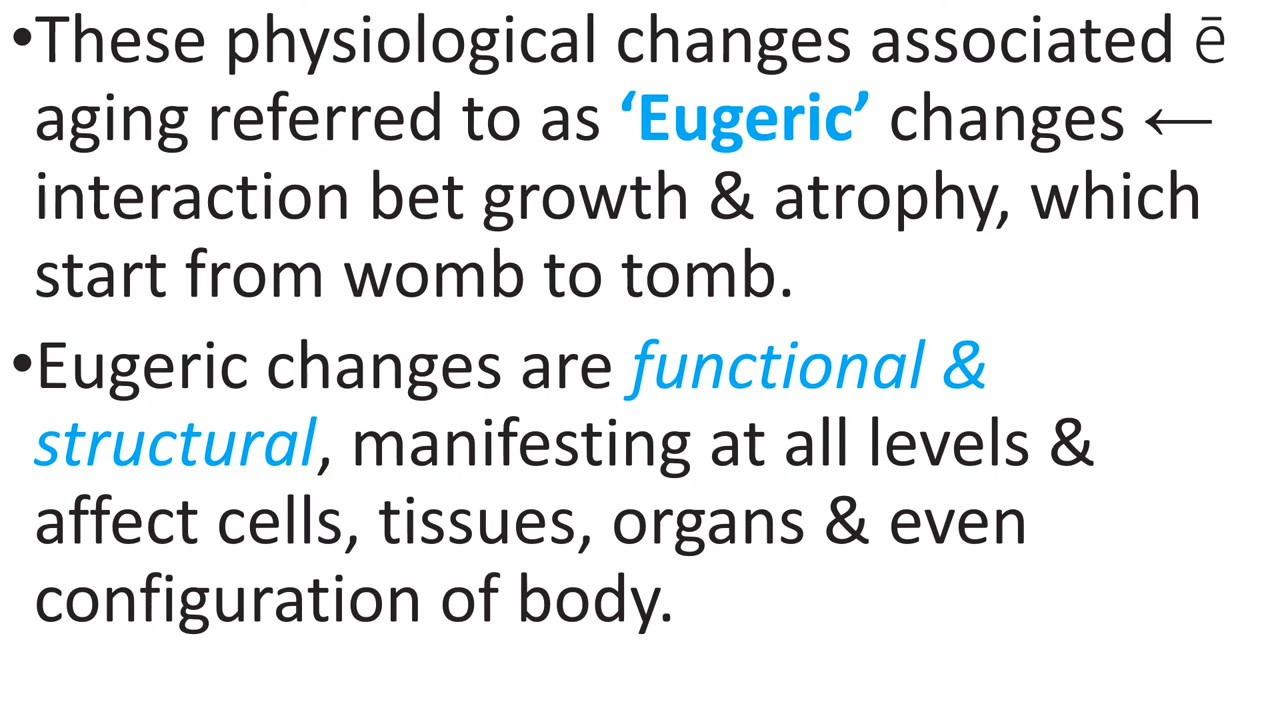 •These physiological changes associated ē
aging referred to as ‘Eugeric’ changes ←
interaction bet growth & atrophy, which
start from womb to tomb.
•Eugeric changes are functional &
structural, manifesting at all levels &
affect cells, tissues, organs & even
configuration of body.